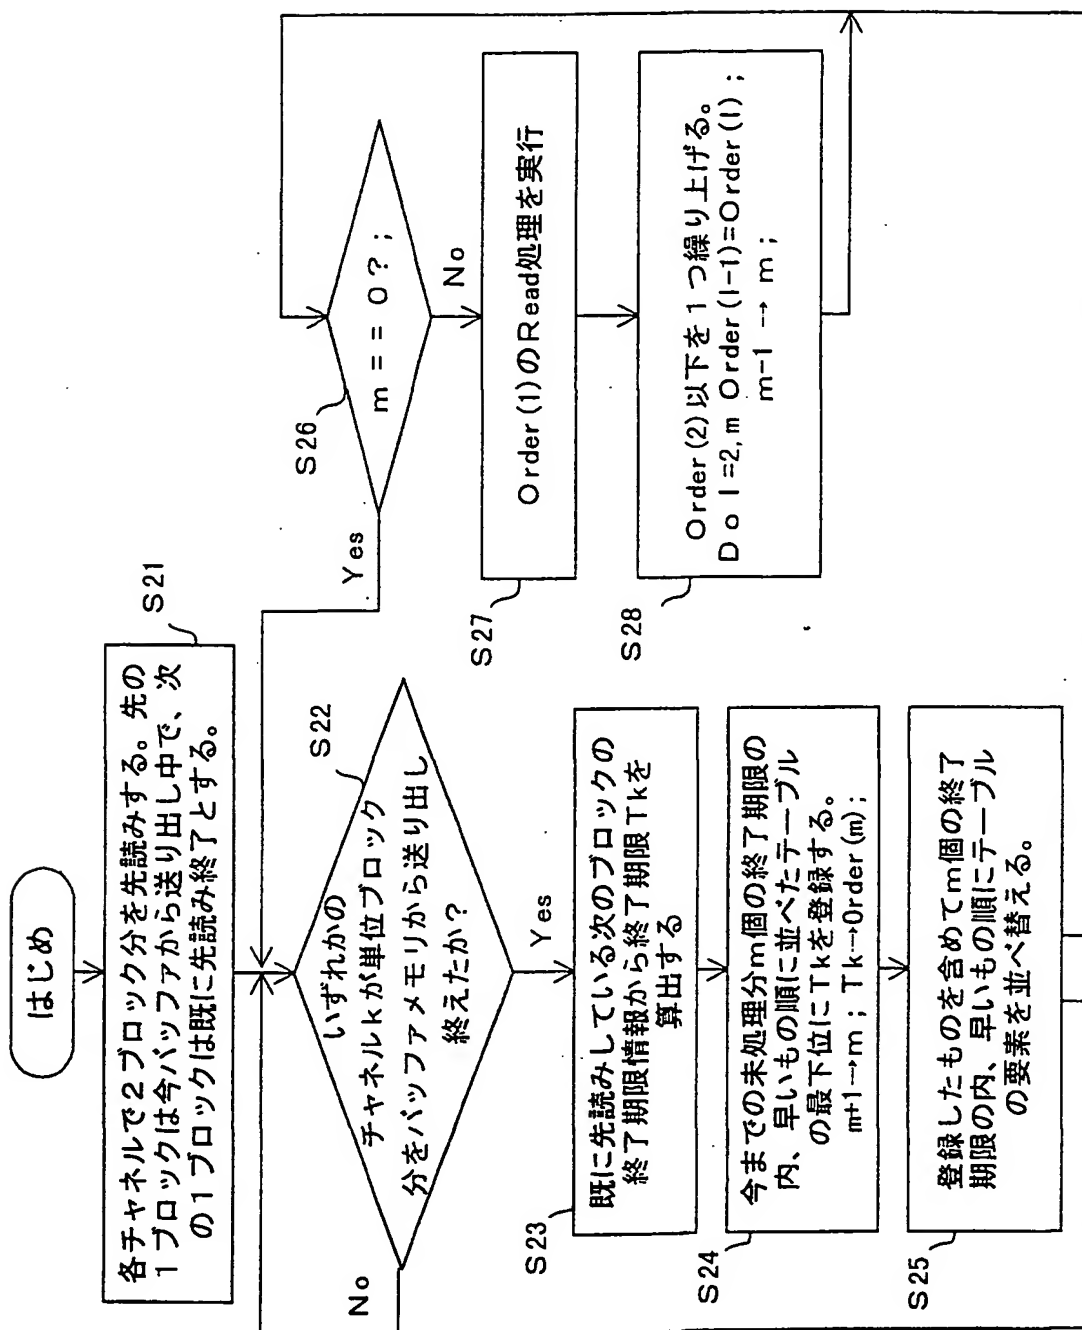 はじめ
S21
各チャネルで2ブロック分を先読みする。先の
1ブロックは今バッファから送り出し中で、次
の1ブロックは既に先読み終了とする。
S22
いずれかの
チャネルkが単位ブロック
分をバッファメモリから送り出し
終えたか?
No
Yes
S23
既に先読みしている次のブロックの
終了期限情報から終了期限Tkを
算出する
S24
今までの未処理分m個の終了期限の
内、早いもの順に並べたテーブル
の最下位にTkを登録する。
m+1→m; Tk→Order(m);
S25
登録したものを含めてm個の終了
期限の内、早いもの順にテーブル
の要素を並べ替える。
S26
m==0?;
Yes
No
S27
Order(1)のRead処理を実行
S28
Order(2)以下を1つ繰り上げる。
Do I=2,m Order(I-1)=Order(I);
m-1→m;